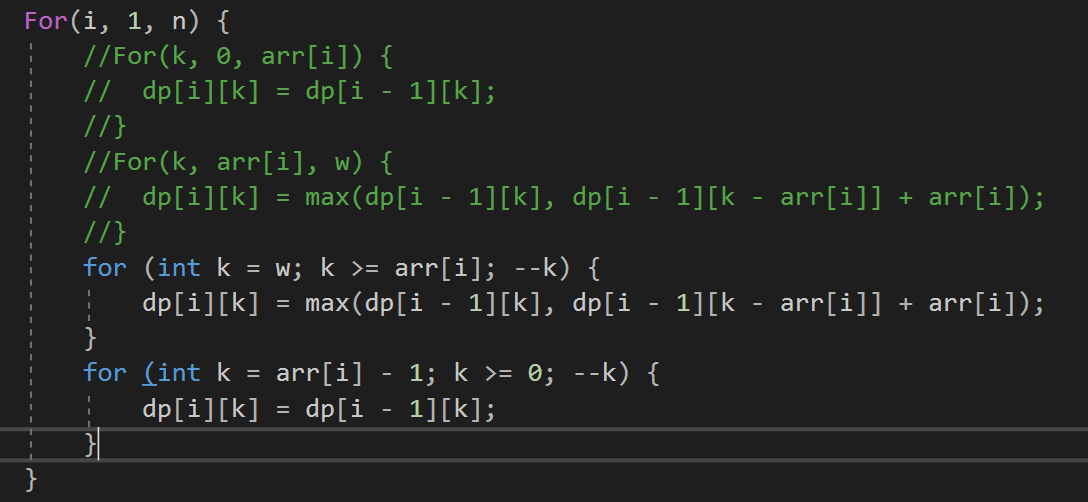 For(i, 1, n) {
    //For(k, 0, arr[i]) {
    //  dp[i][k] = dp[i - 1][k];
    //}
    //For(k, arr[i], w) {
    //  dp[i][k] = max(dp[i - 1][k], dp[i - 1][k - arr[i]] + arr[i]);
    //}
    for (int k = w; k >= arr[i]; --k) {
        dp[i][k] = max(dp[i - 1][k], dp[i - 1][k - arr[i]] + arr[i]);
    }
    for (int k = arr[i] - 1; k >= 0; --k) {
        dp[i][k] = dp[i - 1][k];
    }
}